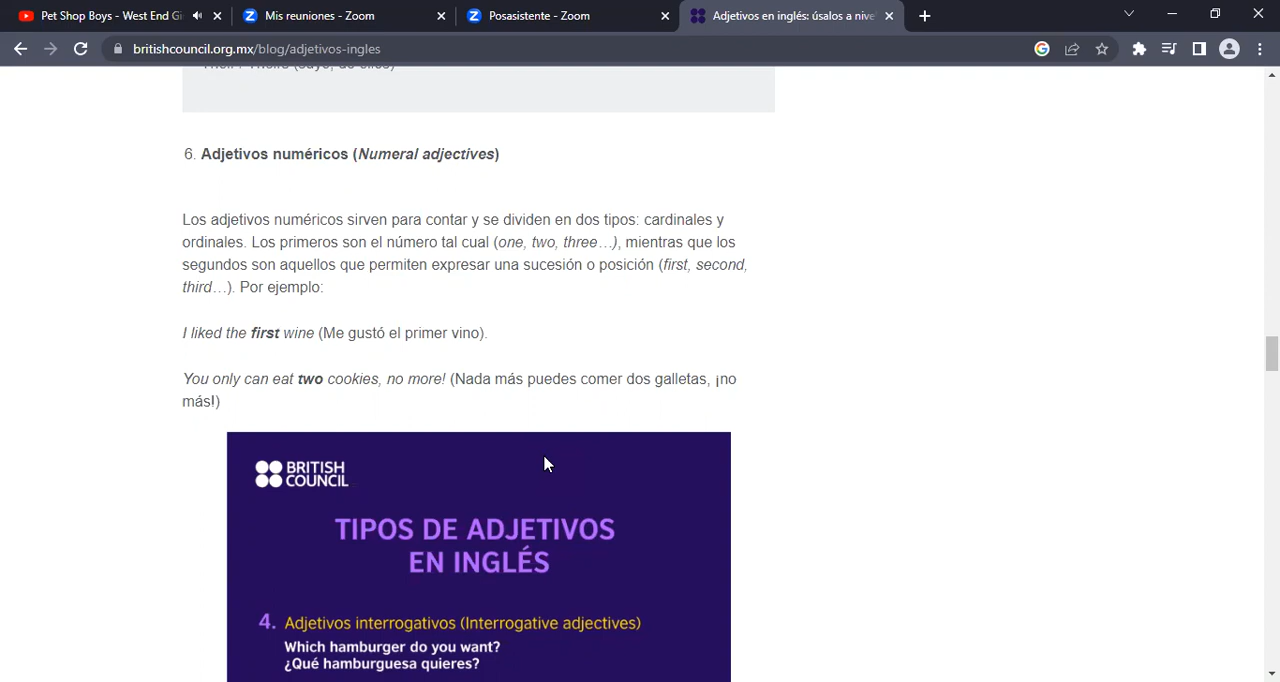 Pet Shop Boys - West End Gi
Mis reuniones - Zoom
Posasistente - Zoom
Adjetivos en inglés: úsalos a nive
britishcouncil.org.mx/blog/adjetivos-ingles
6. Adjetivos numéricos (Numeral adjectives)
Los adjetivos numéricos sirven para contar y se dividen en dos tipos: cardinales y
ordinales. Los primeros son el número tal cual (one, two, three…), mientras que los
segundos son aquellos que permiten expresar una sucesión o posición (first, second,
third…). Por ejemplo:
I liked the first wine (Me gustó el primer vino).
You only can eat two cookies, no more! (Nada más puedes comer dos galletas, ¡no
más!)
BRITISH
COUNCIL
TIPOS DE ADJETIVOS
EN INGLÉS
4. Adjetivos interrogativos (Interrogative adjectives)
Which hamburger do you want?
¿Qué hamburguesa quieres?